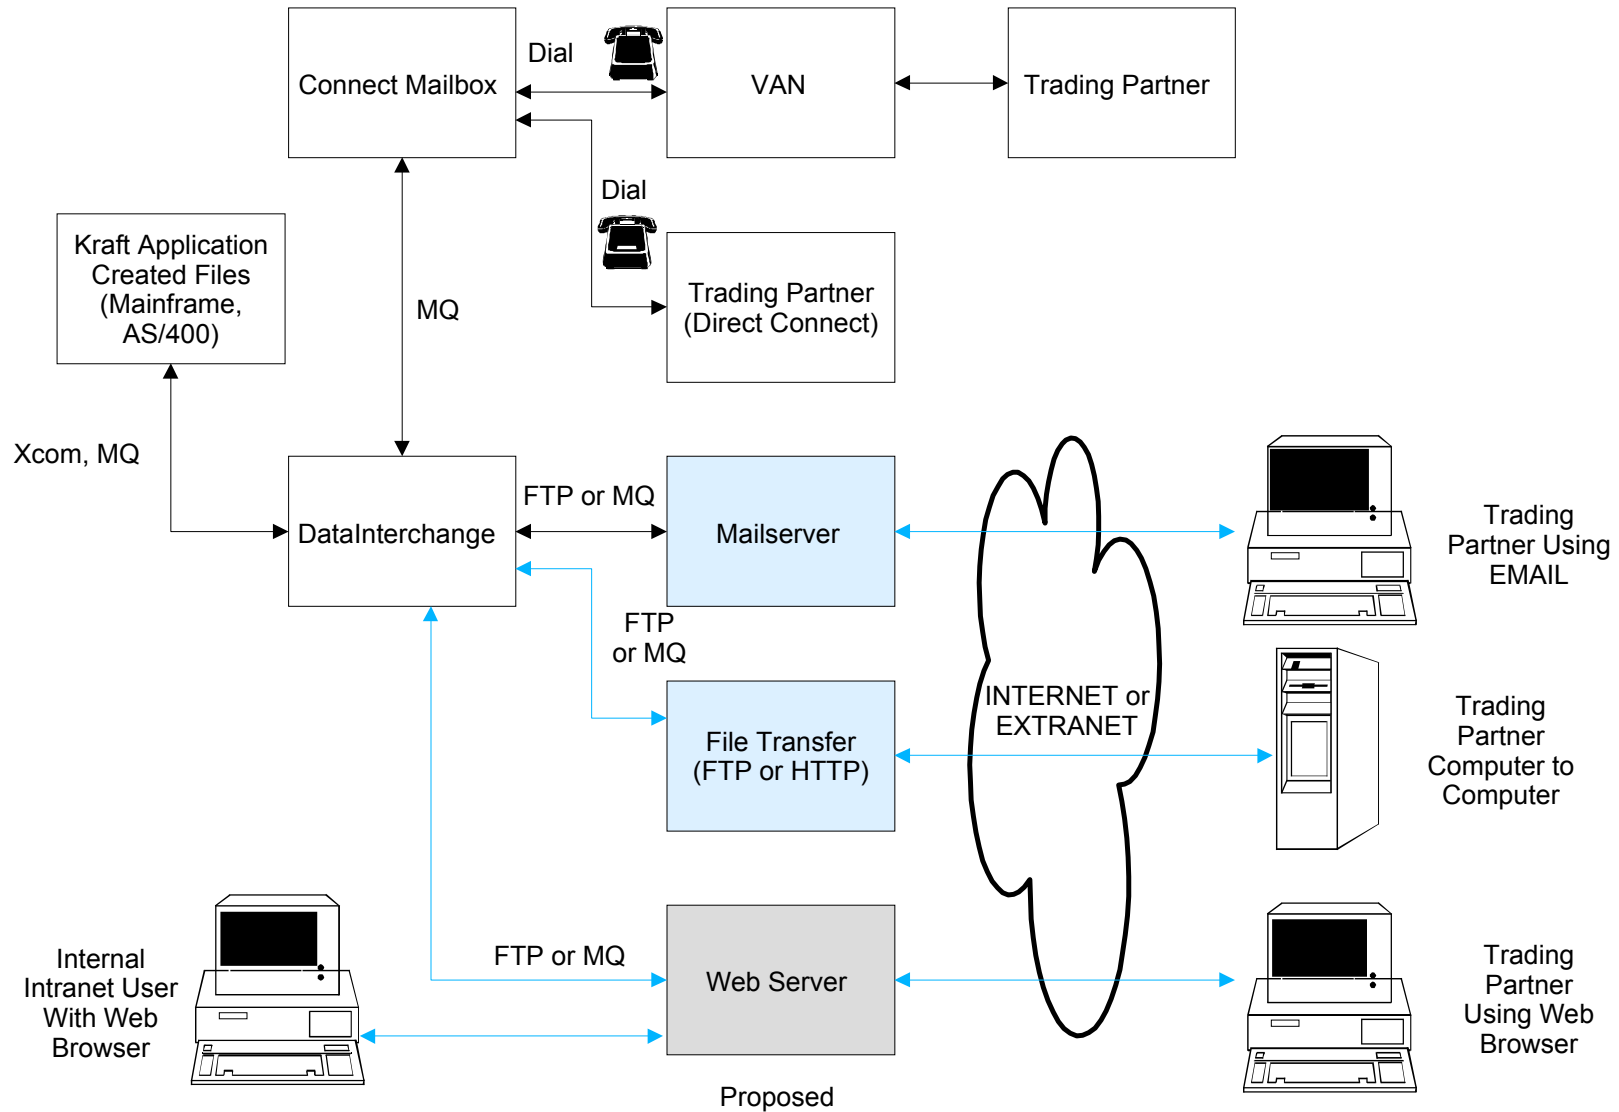 Dial
Connect Mailbox
VAN
Trading Partner
Dial
Kraft Application
Created Files
(Mainframe,
AS/400)
MQ
Trading Partner
(Direct Connect)
Xcom, MQ
DataInterchange
FTP or MQ
Mailserver
Trading
Partner Using
EMAIL
FTP
or MQ
INTERNET or
EXTRANET
File Transfer
(FTP or HTTP)
Trading
Partner
Computer to
Computer
Internal
Intranet User
With Web
Browser
FTP or MQ
Web Server
Trading
Partner
Using Web
Browser
Proposed